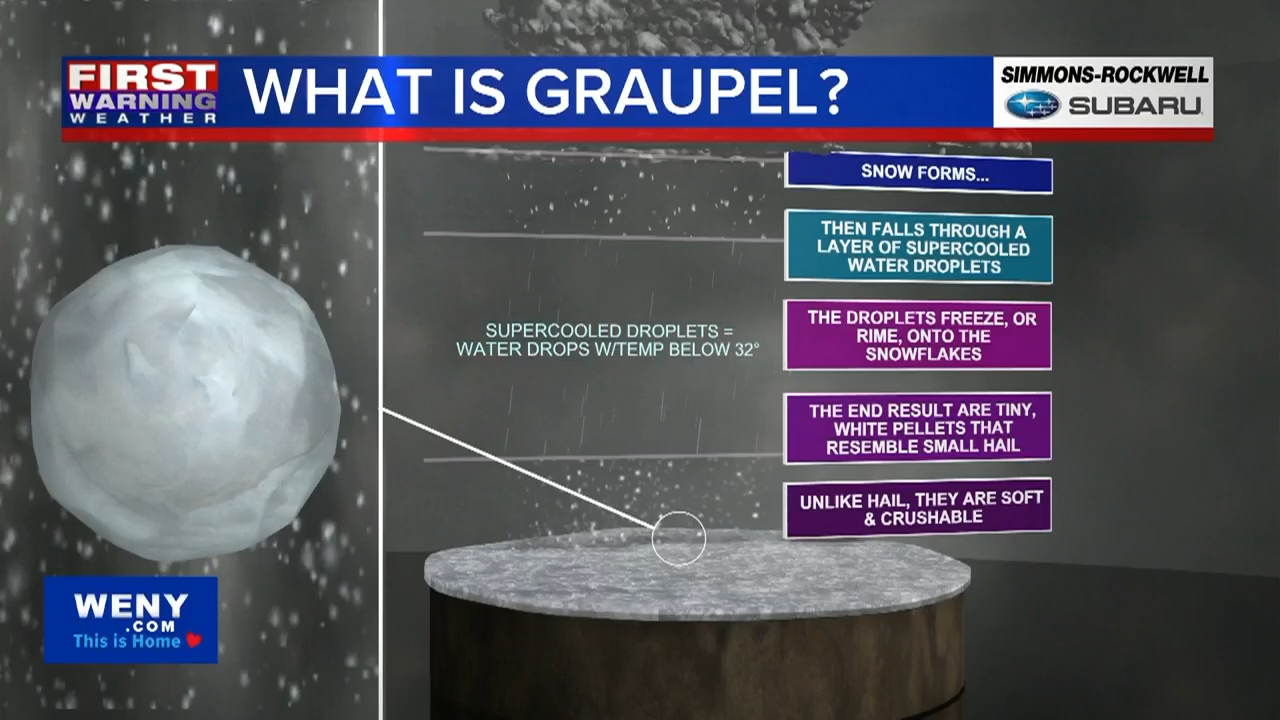 FIRST
WARNING
WEATHER
WHAT IS GRAUPEL?
SIMMONS-ROCKWELL
SUBARU
SNOW FORMS...
THEN FALLS THROUGH A
LAYER OF SUPERCOOLED
WATER DROPLETS
SUPERCOOLED DROPLETS =
WATER DROPS W/TEMP BELOW 32°
THE DROPLETS FREEZE, OR
RIME, ONTO THE
SNOWFLAKES
THE END RESULT ARE TINY,
WHITE PELLETS THAT
RESEMBLE SMALL HAIL
UNLIKE HAIL, THEY ARE SOFT
& CRUSHABLE
WENY
.COM
This is Home